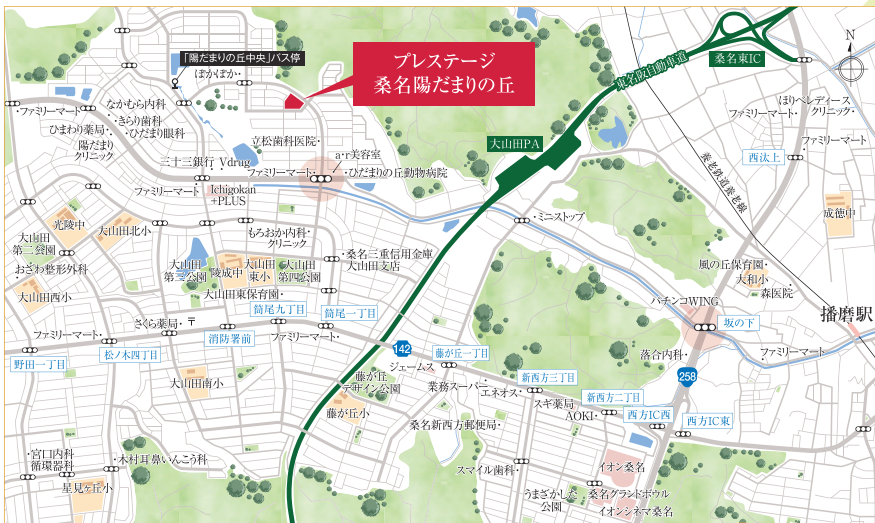 「陽だまりの丘中央」バス停
ぽかぽか・
プレステージ
桑名陽だまりの丘
東名阪自動車道
桑名東IC
N
・ファミリーマート
なかむら内科
・きらり歯科
・ひだまり眼科
ひまわり薬局・
陽だまり
クリニック
立松歯科医院・
a・r美容室
三十三銀行
Vdrug
ファミリーマート・
・ひだまりの丘動物病院
ファミリーマート
Ichigokan
+PLUS
大山田PA
ほりベレディース
クリニック・
ファミリーマート・
ファミリーマート
西汰上
養老鉄道養老線
成徳中
・ミニストップ
光陵中
大山田
第二公園
大山田北小
おざわ整形外科
もろおか内科・
クリニック
大山田
第三公園
陵成中
大山田
東小
大山田
第四公園
・桑名三重信用金庫
大山田支店
大山田東保育園・
大山田西小
風の丘保育園・
大和小
森医院
パチンコWING
播磨駅
坂の下
さくら薬局・
〒
筒尾九丁目
筒尾一丁目
ファミリーマート・
消防署前
ファミリーマート・
野田一丁目
松ノ木四丁目
142
ジェームス
藤が丘一丁目
落合内科・
ファミリーマート
258
大山田南小
藤が丘
デザイン公園
業務スーパー・
エネオス・
新西方三丁目
スギ薬局
新西方二丁目
AOKI・
西方IC西
西方IC東
藤が丘小
桑名新西方郵便局・
・宮口内科
循環器科
・木村耳鼻いんこう科
星見ヶ丘小
スマイル歯科・
イオン桑名
うまざかした
公園
桑名グランドボウル
イオンシネマ桑名